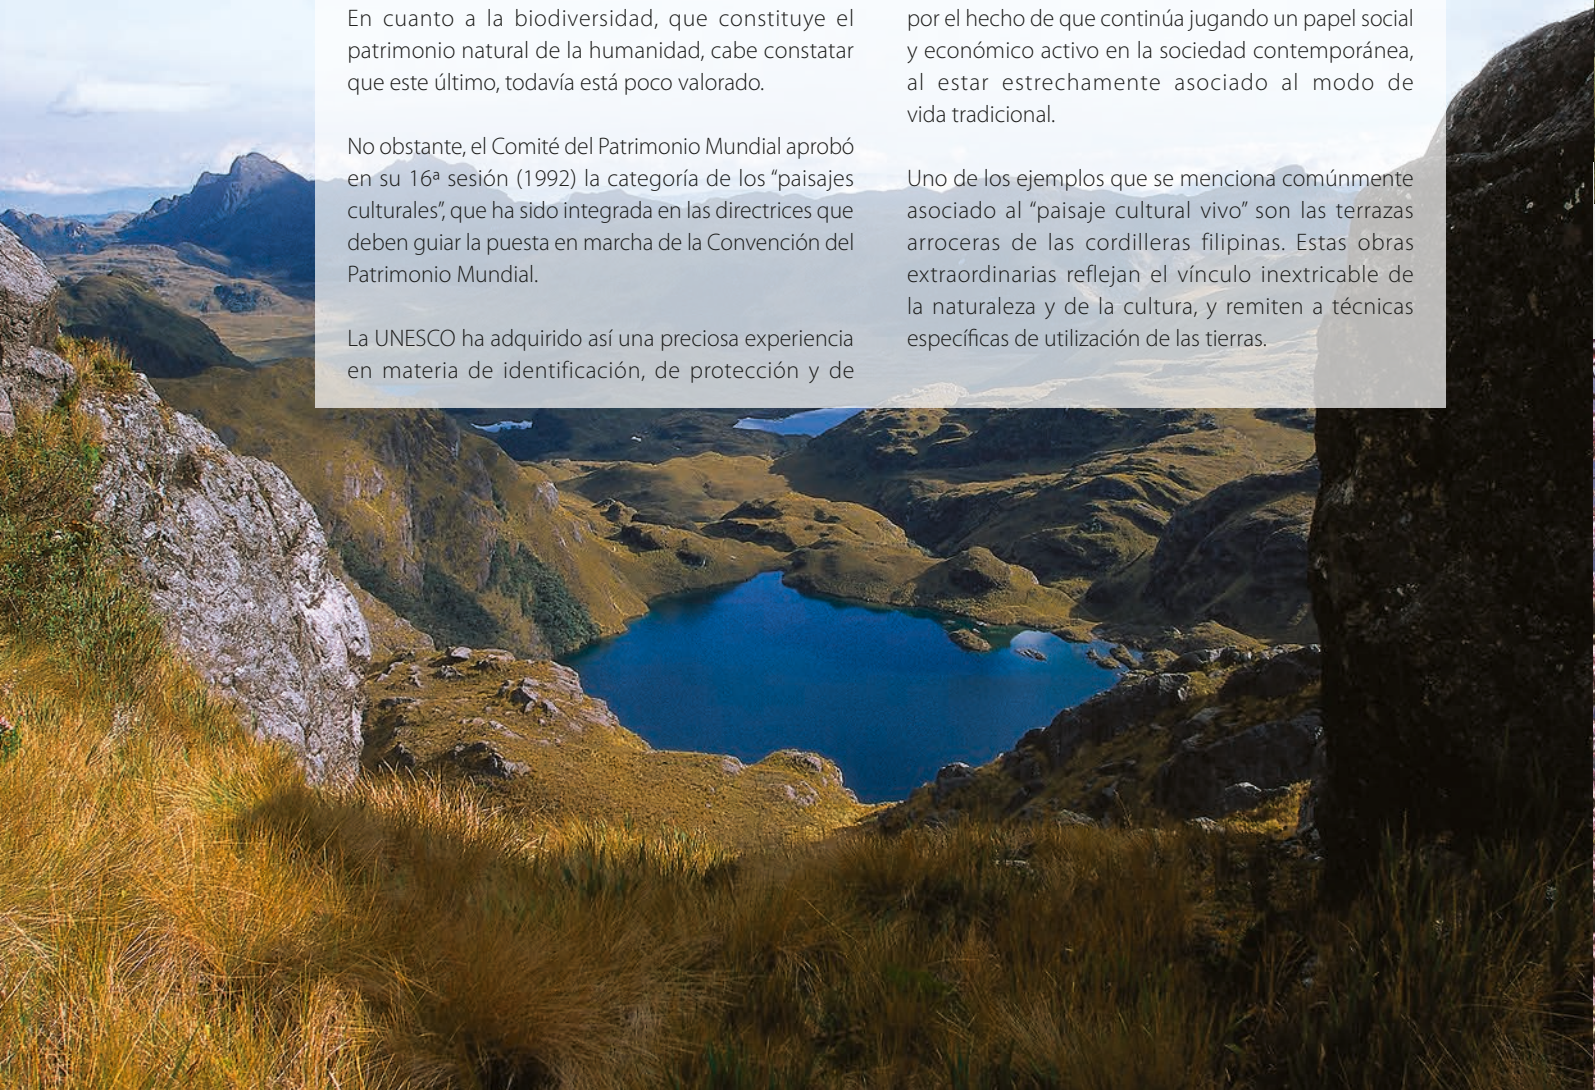 En cuanto a la biodiversidad, que constituye el
patrimonio natural de la humanidad, cabe constatar
que este último, todavía está poco valorado.
No obstante, el Comité del Patrimonio Mundial aprobó
en su 16ª sesión (1992) la categoría de los “paisajes
culturales”, que ha sido integrada en las directrices que
deben guiar la puesta en marcha de la Convención del
Patrimonio Mundial.
La UNESCO ha adquirido así una preciosa experiencia
en materia de identificación, de protección y de
por el hecho de que continúa jugando un papel social
y económico activo en la sociedad contemporánea,
al estar estrechamente asociado al modo de
vida tradicional.
Uno de los ejemplos que se menciona comúnmente
asociado al “paisaje cultural vivo” son las terrazas
arroceras de las cordilleras filipinas. Estas obras
extraordinarias reflejan el vínculo inextricable de
la naturaleza y de la cultura, y remiten a técnicas
específicas de utilización de las tierras.